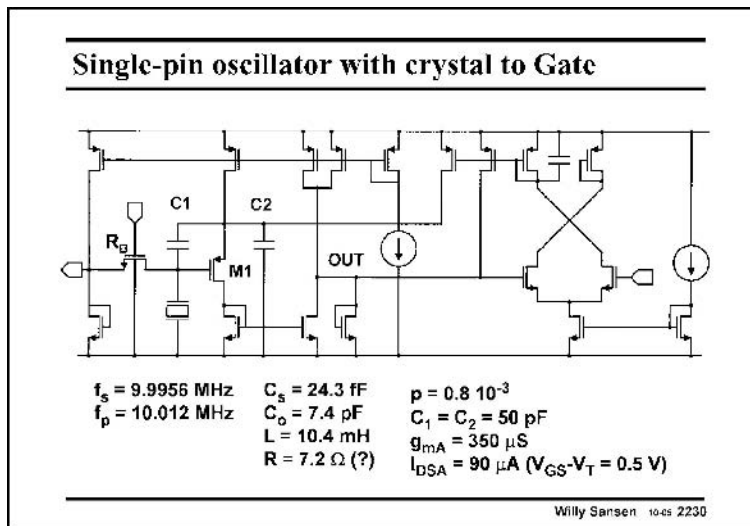 Single-pin oscillator with crystal to Gate
C1
C2
R_B
M1
OUT
f_s = 9.9956 MHz
f_p = 10.012 MHz
C_s = 24.3 fF
C_o = 7.4 pF
L = 10.4 mH
R = 7.2 Ω (?)
p = 0.8 10^-3
C_1 = C_2 = 50 pF
g_mA = 350 µS
I_DSA = 90 µA (V_GS-V_T = 0.5 V)
Willy Sansen 10-05 2230